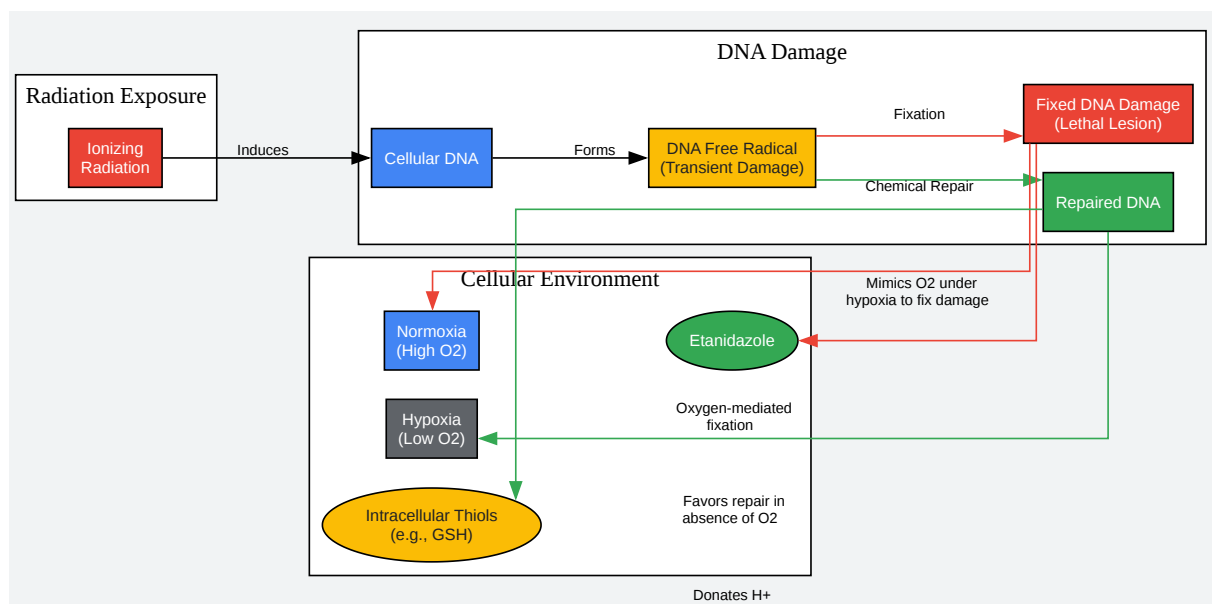 DNA Damage
Radiation Exposure
Ionizing
Radiation
Induces
Cellular DNA
Forms
DNA Free Radical
(Transient Damage)
Fixation
Chemical Repair
Fixed DNA Damage
(Lethal Lesion)
Repaired DNA
Cellular Environment
Mimics O2 under
hypoxia to fix damage
Normoxia
(High O2)
Etanidazole
Hypoxia
(Low O2)
Oxygen-mediated
fixation
Intracellular Thiols
(e.g., GSH)
Favors repair in
absence of O2
Donates H+